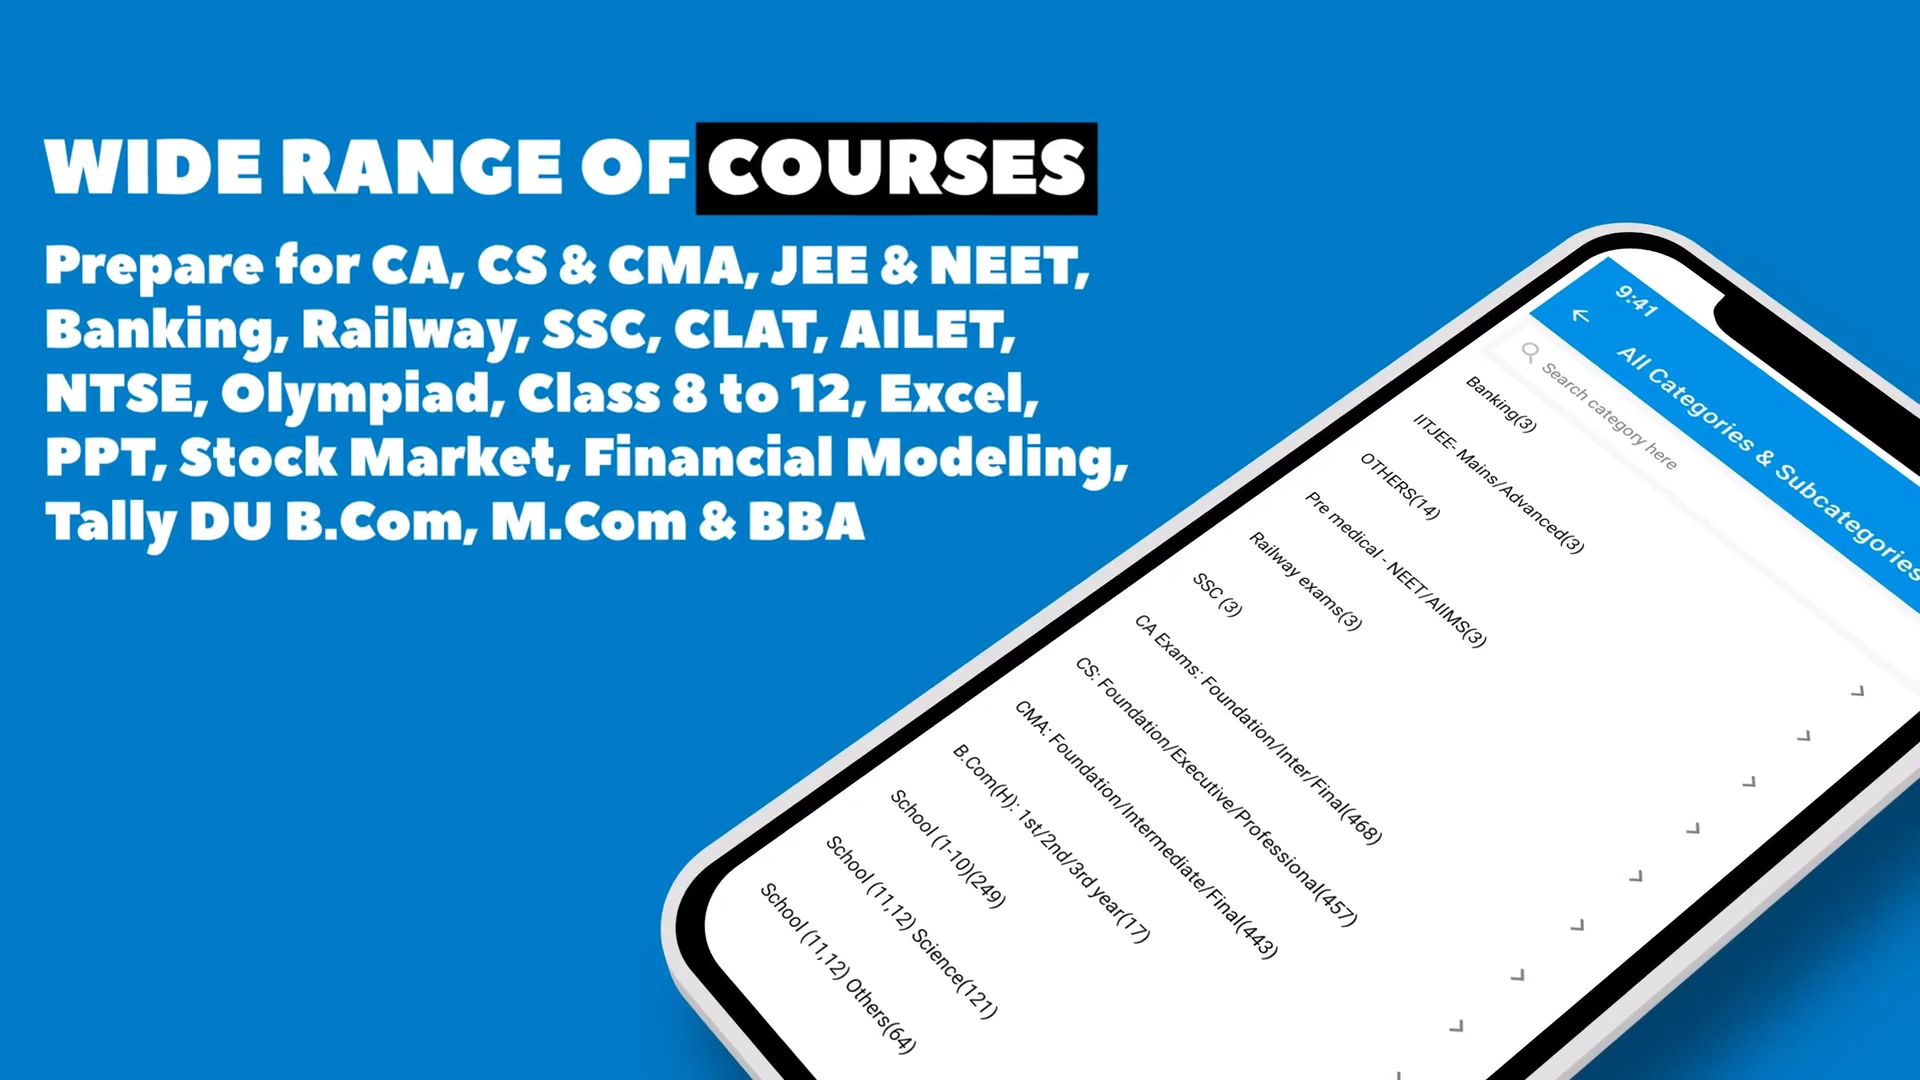 WIDE RANGE OF COURSES
Prepare for CA, CS & CMA, JEE & NEET,
Banking, Railway, SSC, CLAT, AILET,
NTSE, Olympiad, Class 8 to 12, Excel,
PPT, Stock Market, Financial Modeling,
Tally DU B.Com, M.Com & BBA
9:41
All Categories & Subcategories
Search category here
Banking(3)
IITJEE- Mains/Advanced(3)
OTHERS(14)
Pre medical - NEET/AIIMS(3)
Railway exams(3)
SSC (3)
CA Exams: Foundation/Inter/Final(468)
CS: Foundation/Executive/Professional(457)
CMA: Foundation/Intermediate/Final(443)
B.Com(H): 1st/2nd/3rd year(17)
School (1-10)(249)
School (11,12) Science(121)
School (11,12) Others(64)